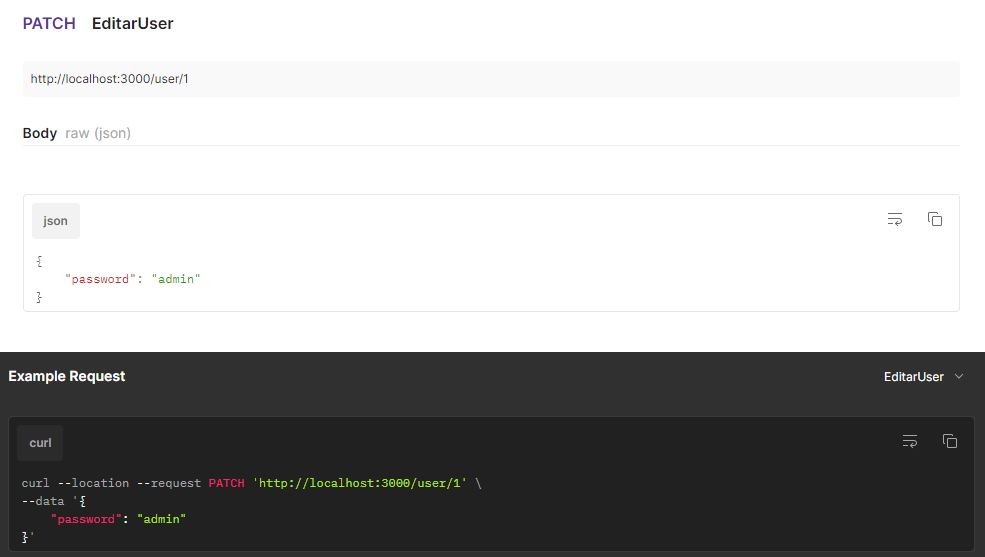 PATCH EditarUser
http://localhost:3000/user/1
Body raw (json)
json
{
    "password": "admin"
}
Example Request
EditarUser
curl
curl --location --request PATCH 'http://localhost:3000/user/1' \
--data '{
    "password": "admin"
}'